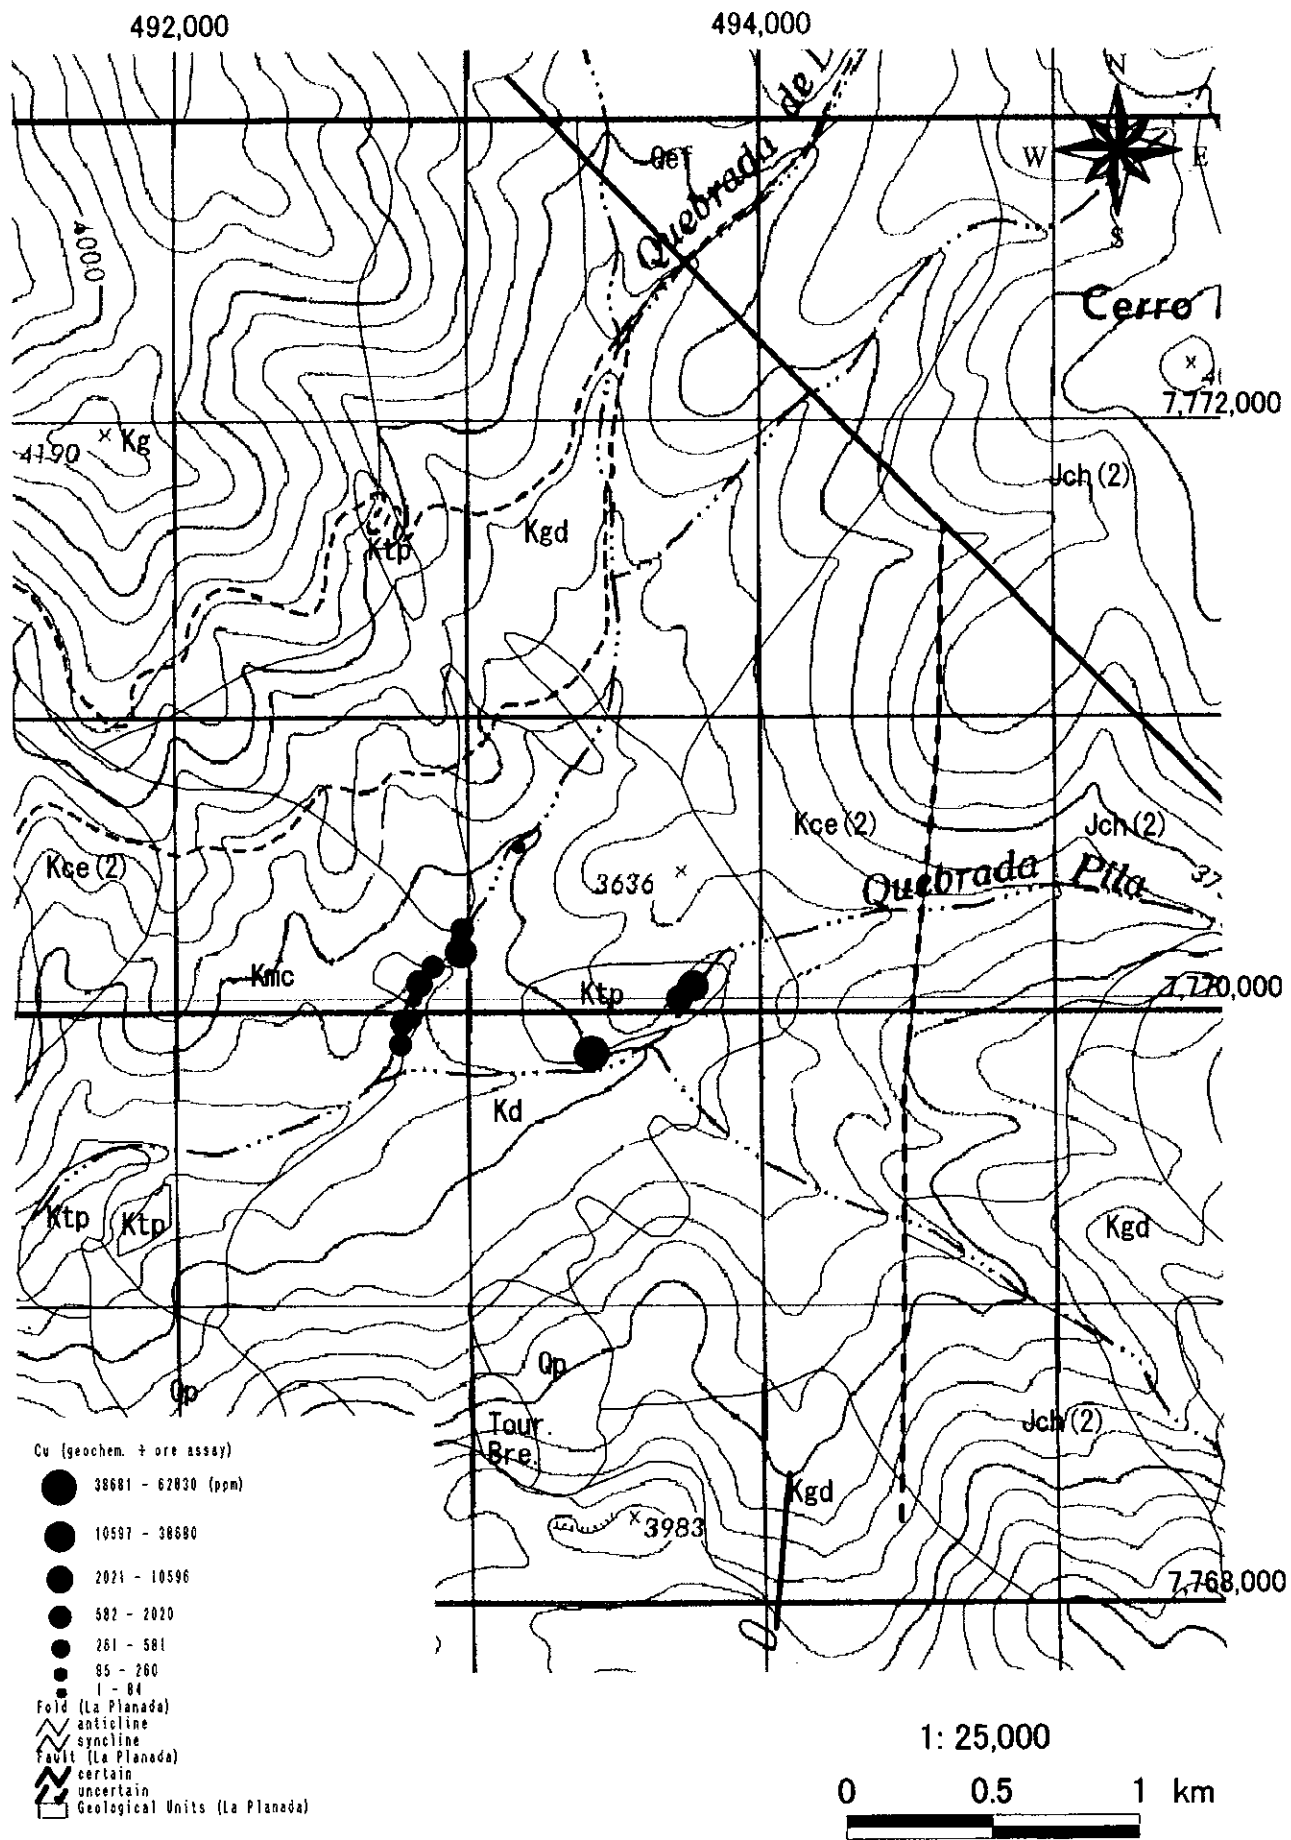 492,000
494,000
Quebrada de
Qef
N
W
E
S
4000
Cerro
7,772,000
Kg
4190
Jch(2)
Kgd
Ktp
Kce(2)
Jch(2)
Kce(2)
3636
Quebrada Pila
37
Kmc
Ktp
7,770,000
Kd
Ktp
Ktp
Kgd
Qp
Qp
Tour.
Bre.
Jch(2)
Kgd
3983
7,768,000
Cu (geochem. + ore assay)
38681 - 62830 (ppm)
10597 - 38680
2021 - 10596
582 - 2020
261 - 581
85 - 260
1 - 84
Fold (La Planada)
anticline
syncline
Fault (La Planada)
certain
uncertain
Geological Units (La Planada)
1: 25,000
0 0.5 1 km